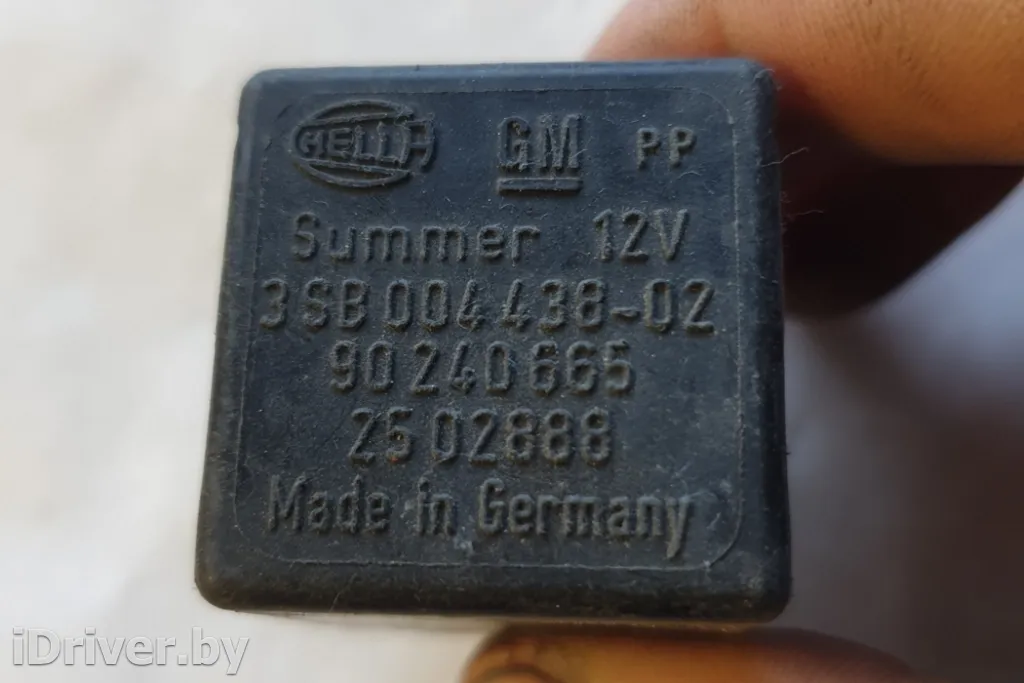 HELLA GM PP
Summer 12V
3SB 004 438-02
90 240 665
25 02888
Made in Germany
iDriver.by